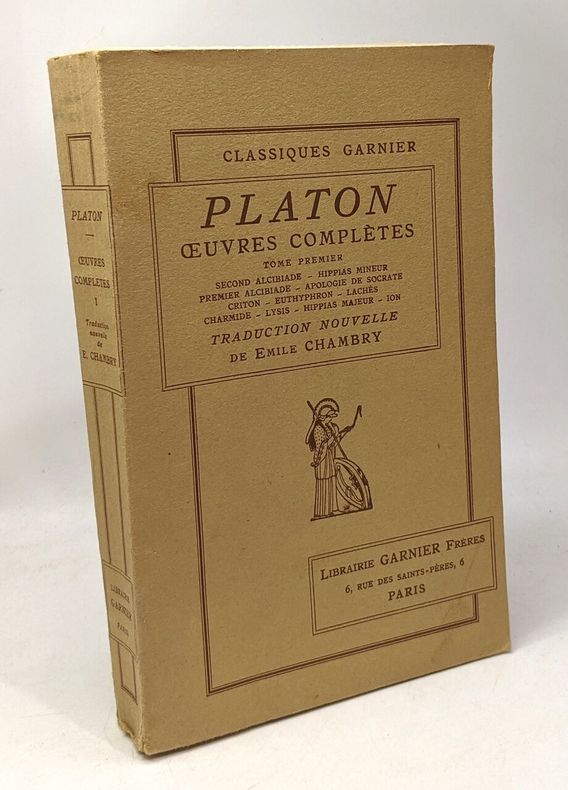 CLASSIQUES GARNIER
PLATON
ŒUVRES COMPLÈTES
TOME PREMIER
SECOND ALCIBIADE – HIPPIAS MINEUR
PREMIER ALCIBIADE – APOLOGIE DE SOCRATE
CRITON – EUTHYPHRON – LACHÈS
CHARMIDE – LYSIS – HIPPIAS MAJEUR – ION
TRADUCTION NOUVELLE
DE EMILE CHAMBRY
LIBRAIRIE GARNIER FRÈRES
6, RUE DES SAINTS-PÈRES, 6
PARIS
PLATON
ŒUVRES
COMPLÈTES
I
Traduction
nouvelle
de
E. CHAMBRY
LIBRAIRIE
GARNIER
PARIS